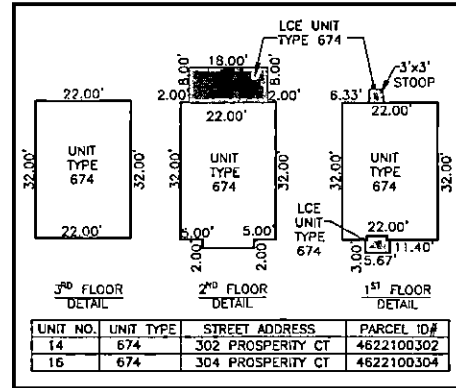 LCE UNIT
TYPE 674
18.00'
8.00'
8.00'
3'x3'
STOOP
2.00'
2.00'
6.33'
22.00'
22.00'
22.00'
32.00'
UNIT
TYPE
674
32.00'
32.00'
UNIT
TYPE
674
32.00'
32.00'
UNIT
TYPE
674
32.00'
22.00'
5.00'
5.00'
2.00'
2.00'
LCE
UNIT
TYPE
674
22.00'
3.00'
5.67'
11.40'
3RD FLOOR
DETAIL
2ND FLOOR
DETAIL
1ST FLOOR
DETAIL
UNIT NO. UNIT TYPE STREET ADDRESS PARCEL ID#
14 674 302 PROSPERITY CT 4622100302
16 674 304 PROSPERITY CT 4622100304